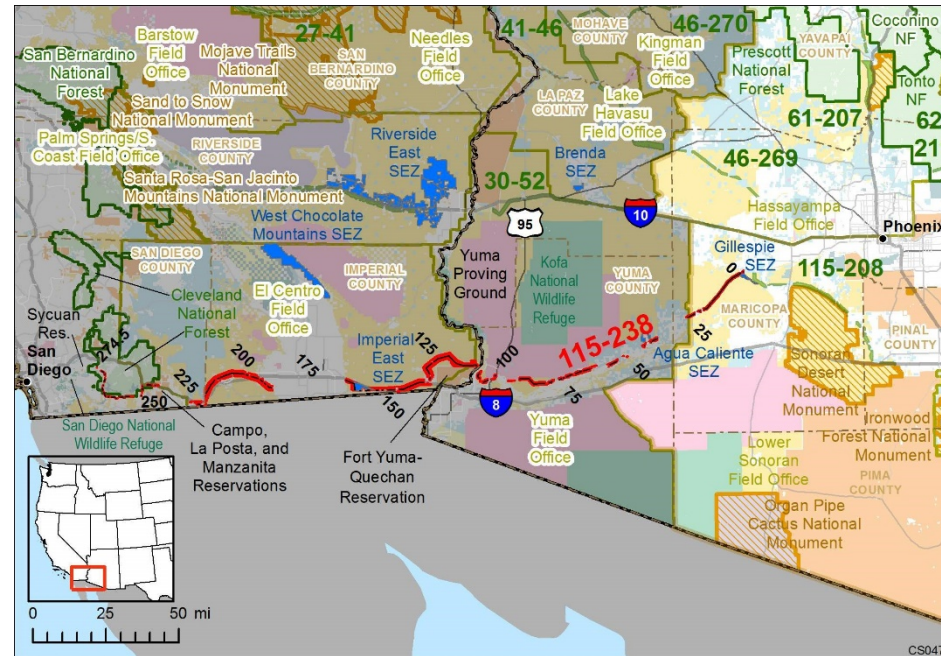 San Bernardino
National
Forest
Barstow
Field
Office
Mojave Trails
National
Monument
27-41
SAN
BERNARDINO
COUNTY
Needles
Field
Office
41-46
MOHAVE
COUNTY
46-270
Kingman
Field Office
Prescott
National
Forest
YAVAPAI
COUNTY
Coconino
NF
Tonto
NF
Sand to Snow
National Monument
Palm Springs/S.
Coast Field Office
RIVERSIDE
COUNTY
Santa Rosa-San Jacinto
Mountains National Monument
Riverside
East
SEZ
West Chocolate
Mountains SEZ
LA PAZ
COUNTY
Lake
Havasu
Field Office
Brenda
SEZ
30-52
61-207
62
21
46-269
Hassayampa
Field Office
Phoenix
95
10
SAN DIEGO
COUNTY
IMPERIAL
COUNTY
El Centro
Field
Office
Yuma
Proving
Ground
Kofa
National
Wildlife
Refuge
YUMA
COUNTY
Gillespie
SEZ
0
115-208
MARICOPA
COUNTY
PINAL
COUNTY
Cleveland
National
Forest
Sycuan
Res.
San
Diego
274.5
250
225
200
175
150
125
100
75
50
25
Imperial
East
SEZ
115-238
Agua Caliente
SEZ
8
Sonoran
Desert
National
Monument
Ironwood
Forest National
Monument
San Diego National
Wildlife Refuge
Campo,
La Posta, and
Manzanita
Reservations
Fort Yuma-
Quechan
Reservation
Yuma
Field
Office
Lower
Sonoran
Field Office
PIMA
COUNTY
Organ Pipe
Cactus National
Monument
0 25 50 mi
CS047